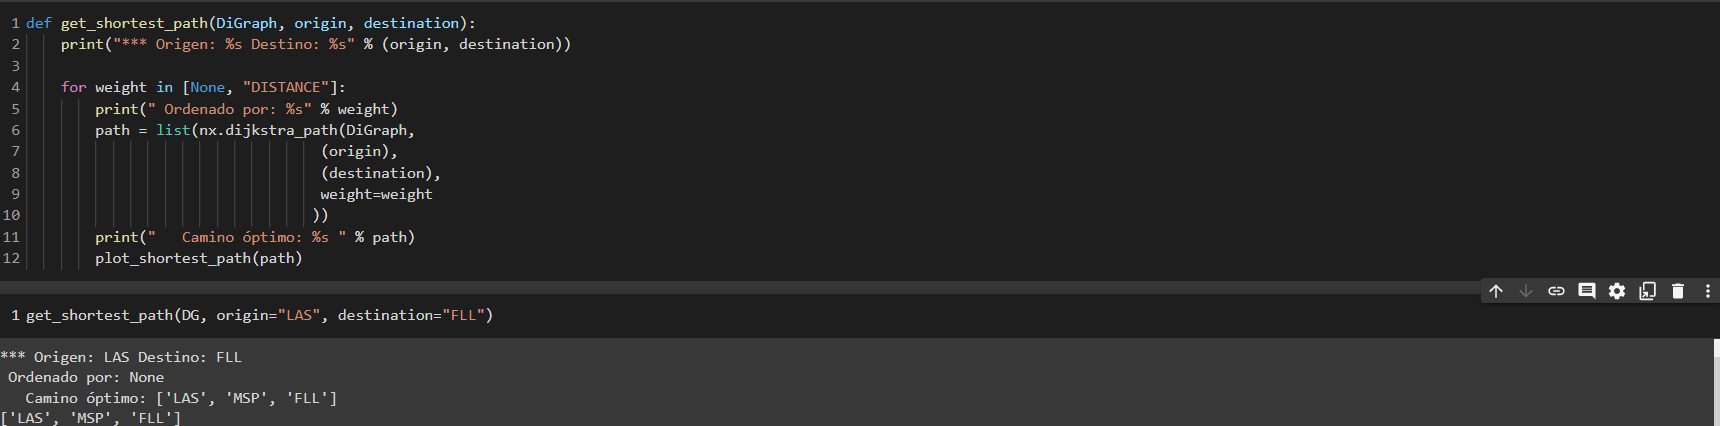 1 def get_shortest_path(DiGraph, origin, destination):
2 print("*** Origen: %s Destino: %s" % (origin, destination))
3
4 for weight in [None, "DISTANCE"]:
5 print(" Ordenado por: %s" % weight)
6 path = list(nx.dijkstra_path(DiGraph,
7 (origin),
8 (destination),
9 weight=weight
10 ))
11 print("   Camino óptimo: %s " % path)
12 plot_shortest_path(path)
1 get_shortest_path(DG, origin="LAS", destination="FLL")
*** Origen: LAS Destino: FLL
Ordenado por: None
Camino óptimo: ['LAS', 'MSP', 'FLL']
['LAS', 'MSP', 'FLL']